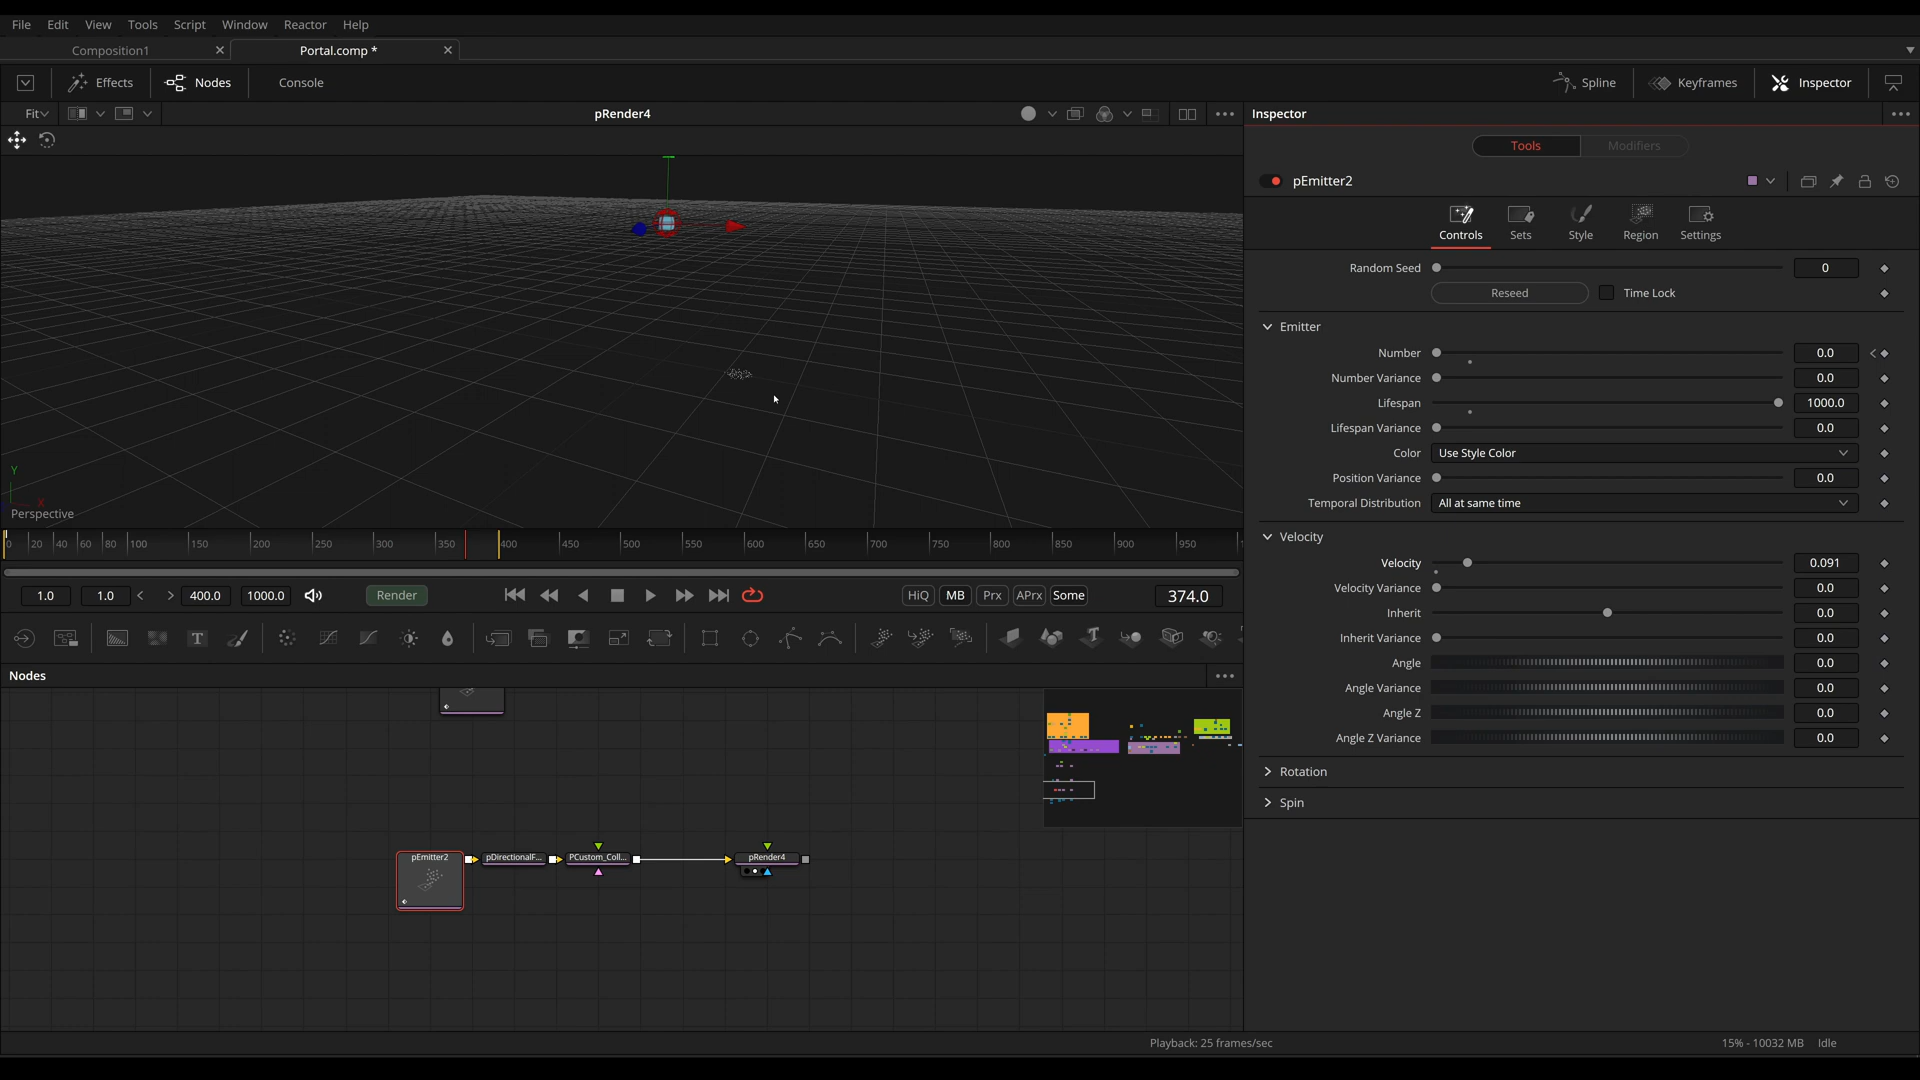 File Edit View Tools Script Window Reactor Help
Composition1 Portal.comp *
Effects Nodes Console Spline Keyframes Inspector
Fit pRender4 Inspector
Tools Modifiers
pEmitter2
Controls Sets Style Region Settings
Random Seed 0
Reseed Time Lock
Emitter
Number 0.0
Number Variance 0.0
Lifespan 1000.0
Lifespan Variance 0.0
Color Use Style Color
Position Variance 0.0
Temporal Distribution All at same time
Velocity
Velocity 0.091
Velocity Variance 0.0
Inherit 0.0
Inherit Variance 0.0
Angle 0.0
Angle Variance 0.0
Angle Z 0.0
Angle Z Variance 0.0
Rotation
Spin
Y
X
Perspective
0 20 40 60 80 100 150 200 250 300 350 400 450 500 550 600 650 700 750 800 850 900 950
1.0 1.0 < > 400.0 1000.0 Render HiQ MB Prx APrx Some 374.0
T
Nodes
pEmitter2 pDirectionalF... PCustom_Coll... pRender4
Playback: 25 frames/sec 15% - 10032 MB Idle